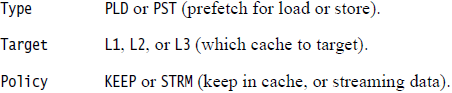 Type PLD or PST (prefetch for load or store).
Target L1, L2, or L3 (which cache to target).
Policy KEEP or STRM (keep in cache, or streaming data).